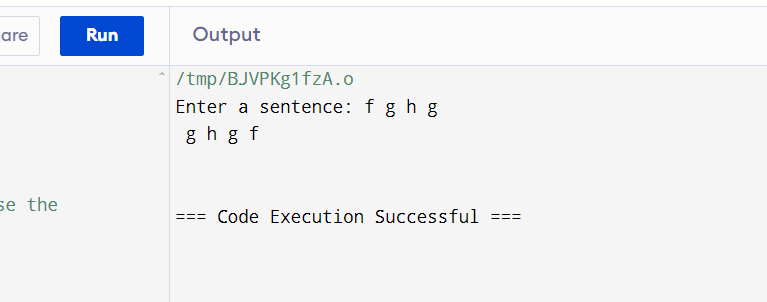 are
Run
Output
/tmp/BJVPKg1fzA.o
Enter a sentence: f g h g
g h g f
se the
=== Code Execution Successful ===